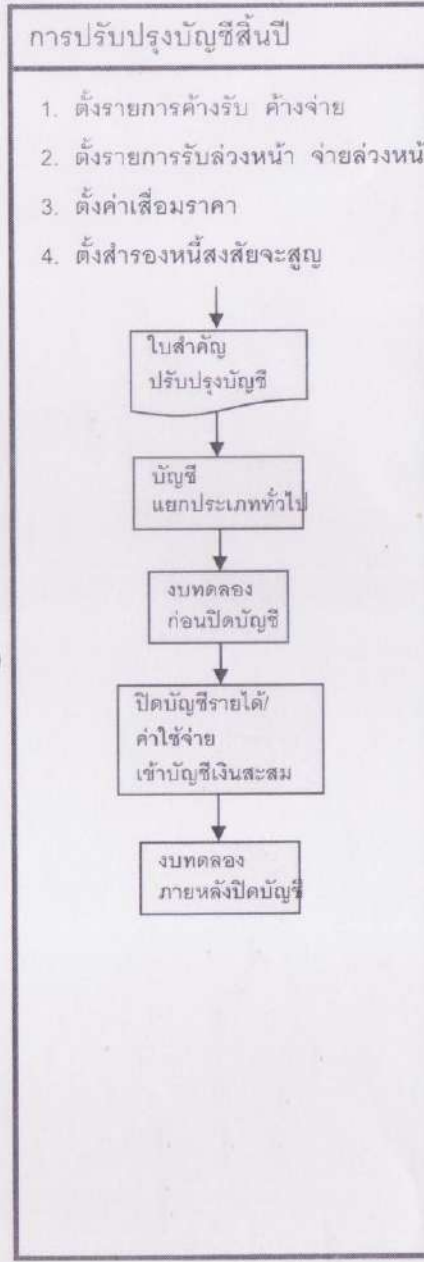 การปรับปรุงบัญชีสิ้นปี
1. ตั้งรายการค้างรับ ค้างจ่าย
2. ตั้งรายการรับล่วงหน้า จ่ายล่วงหน้
3. ตั้งค่าเสื่อมราคา
4. ตั้งสำรองหนี้สงสัยจะสูญ
ใบสำคัญ
ปรับปรุงบัญชี
บัญชี
แยกประเภททั่วไป
งบทดลอง
ก่อนปิดบัญชี
ปิดบัญชีรายได้/
ค่าใช้จ่าย
เข้าบัญชีเงินสะสม
งบทดลอง
ภายหลังปิดบัญชี